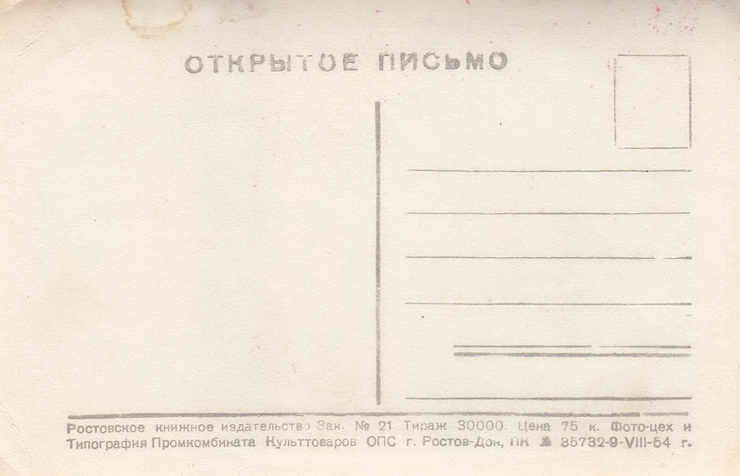 ОТКРЫТОЕ ПИСЬМО
Ростовское книжное издательство Зак. № 21 Тираж 30000. Цена 75 к. Фото-цех и
Типография Промкомбината Культтоваров ОПС г. Ростов-Дон, ПК № 85732-9-VIII-54 г.